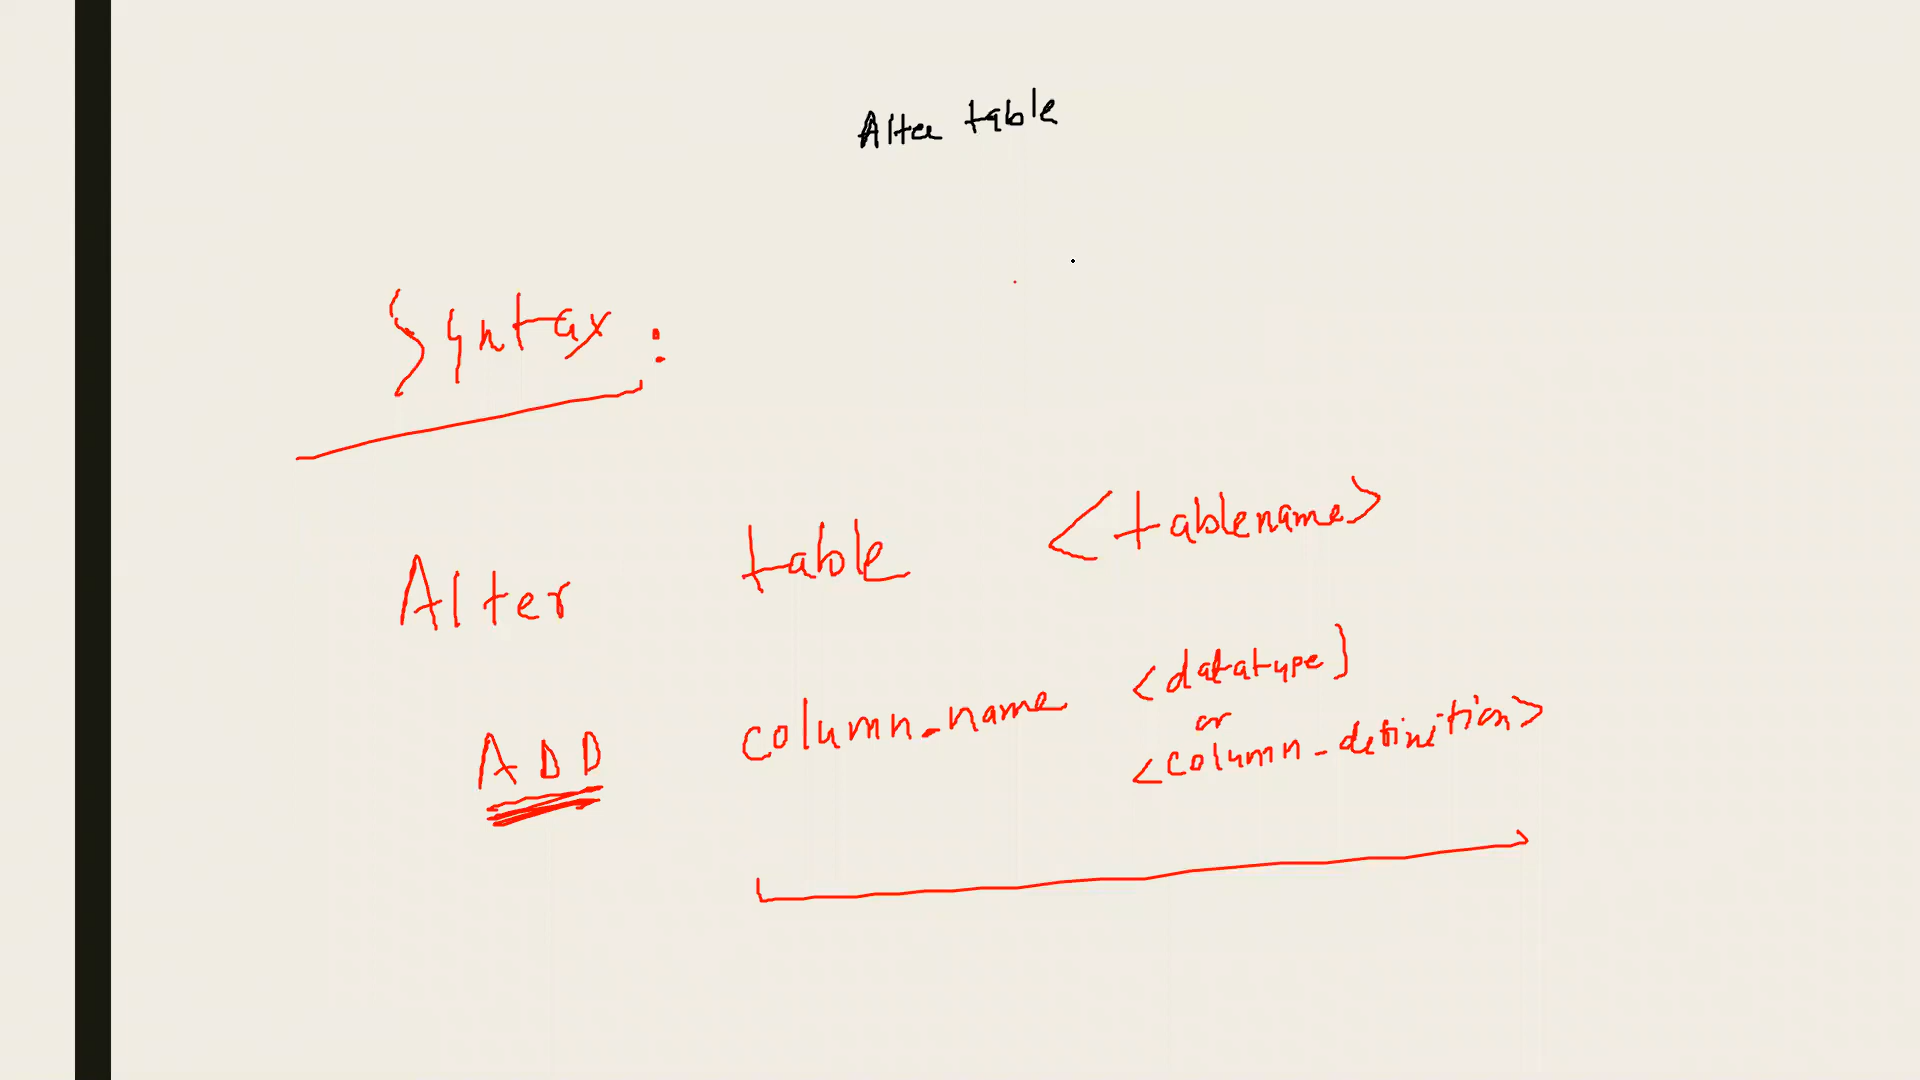 Alter table
Syntax :
Alter table <tablename>
ADD column_name <datatype]
or
<column_definition>